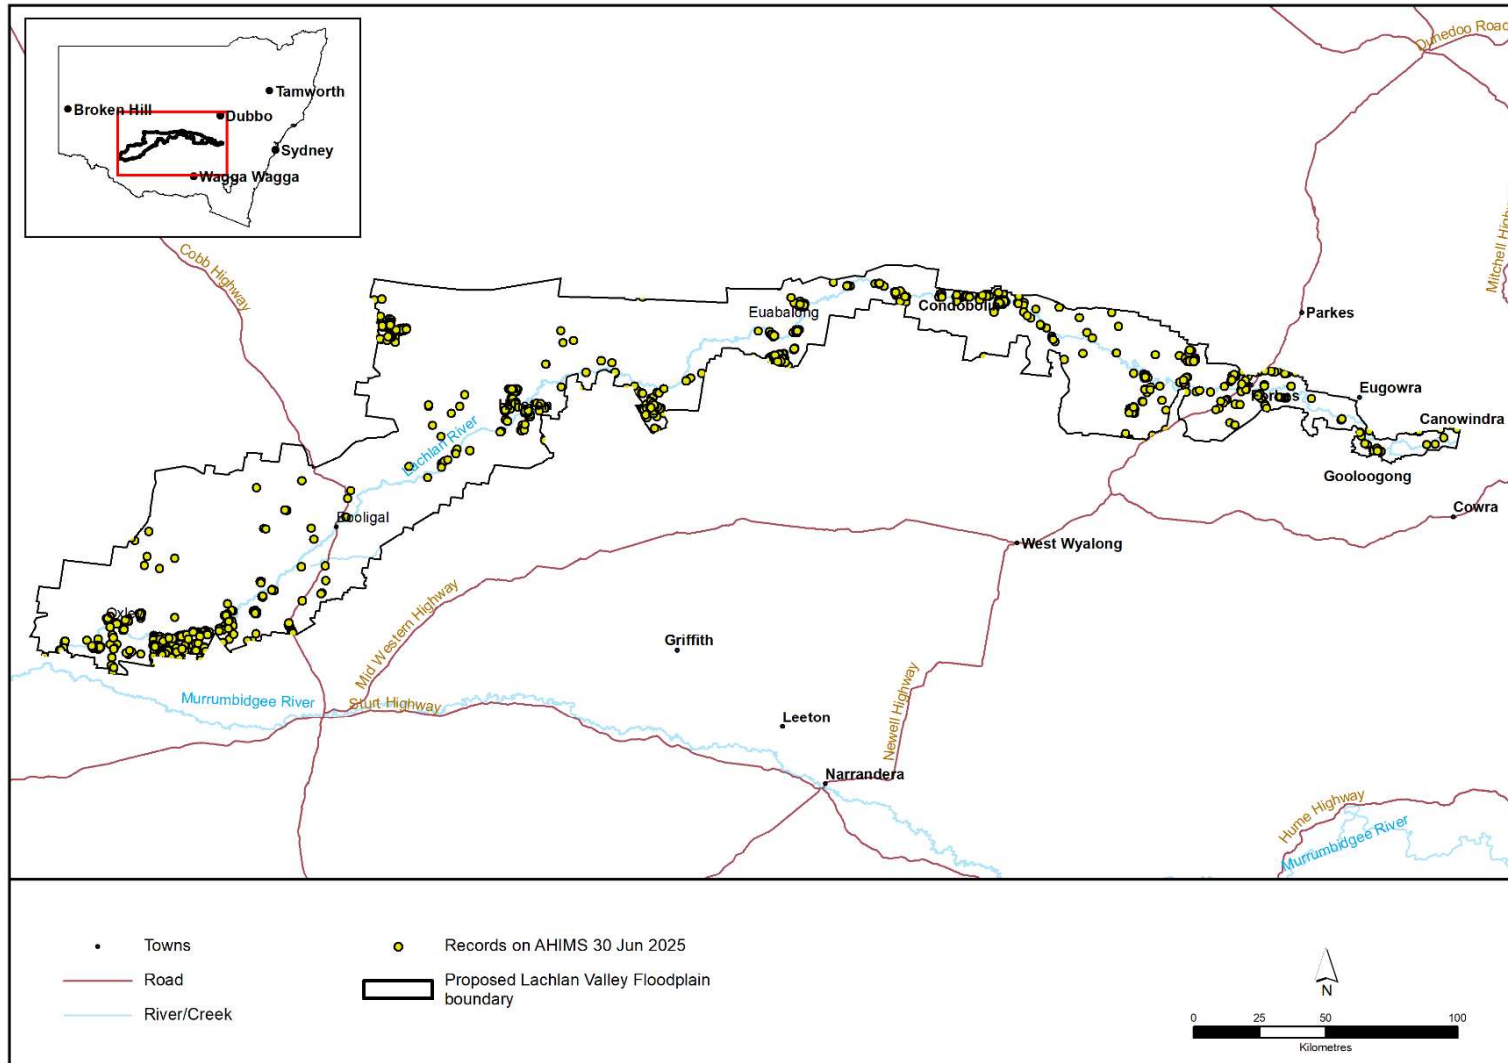 Dunedoo Road
Tamworth
Broken Hill
Dubbo
Sydney
Wagga Wagga
Mitchell High
Cobb Highway
Euabalong
Condobolin
Parkes
Eugowra
Forbes
Canowindra
Hillston
Lachlan River
Gooloogong
Cowra
Booligal
West Wyalong
Oxley
Mid Western Highway
Griffith
Murrumbidgee River
Sturt Highway
Newell Highway
Leeton
Narrandera
Hume Highway
Murrumbidgee River
Towns
Records on AHIMS 30 Jun 2025
Road
Proposed Lachlan Valley Floodplain
boundary
River/Creek
N
0 25 50 100
Kilometres